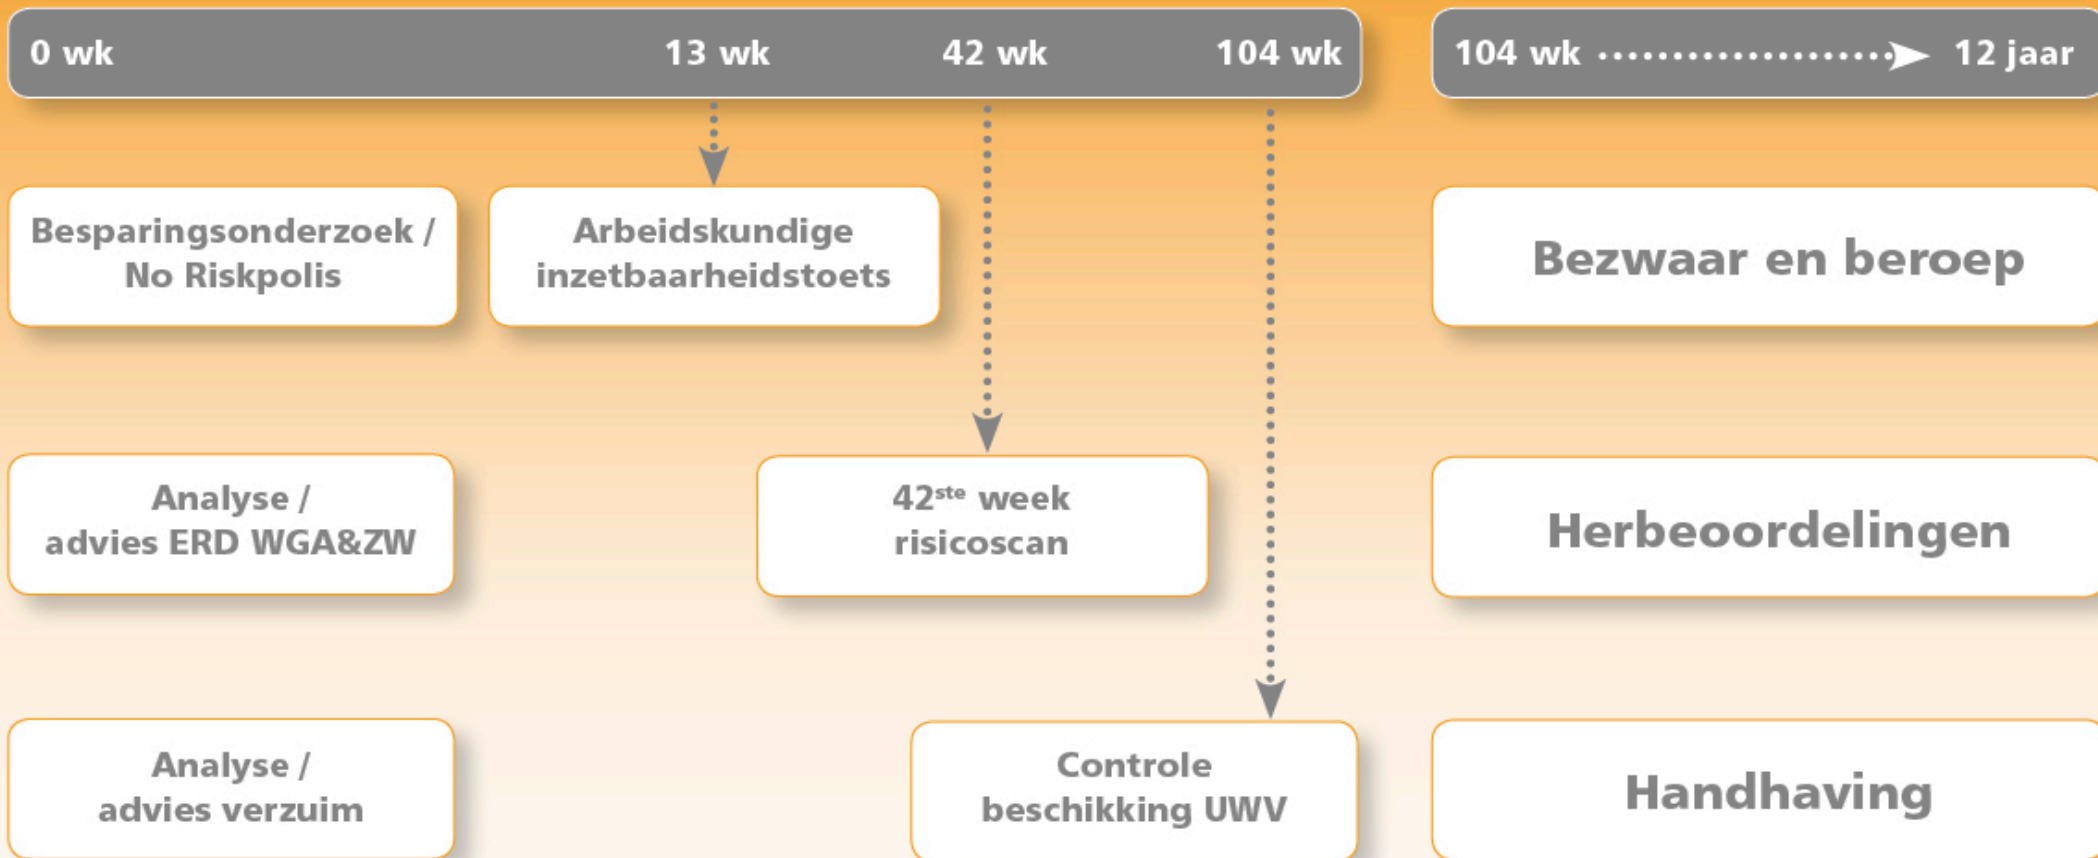 0 wk 13 wk 42 wk 104 wk
104 wk 12 jaar
Besparingsonderzoek /
No Riskpolis
Arbeidskundige
inzetbaarheidstoets
Bezwaar en beroep
Analyse /
advies ERD WGA&ZW
42ste week
risicoscan
Herbeoordelingen
Analyse /
advies verzuim
Controle
beschikking UWV
Handhaving